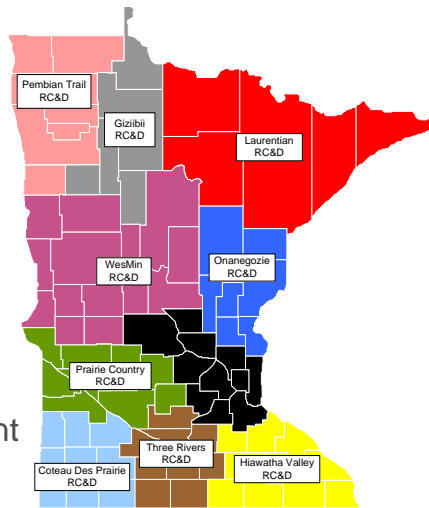 Pembian Trail
RC&D
Giziibii
RC&D
Laurentian
RC&D
WesMin
RC&D
Onanegozie
RC&D
Prairie Country
RC&D
nt
Three Rivers
RC&D
Coteau Des Prairie
RC&D
Hiawatha Valley
RC&D